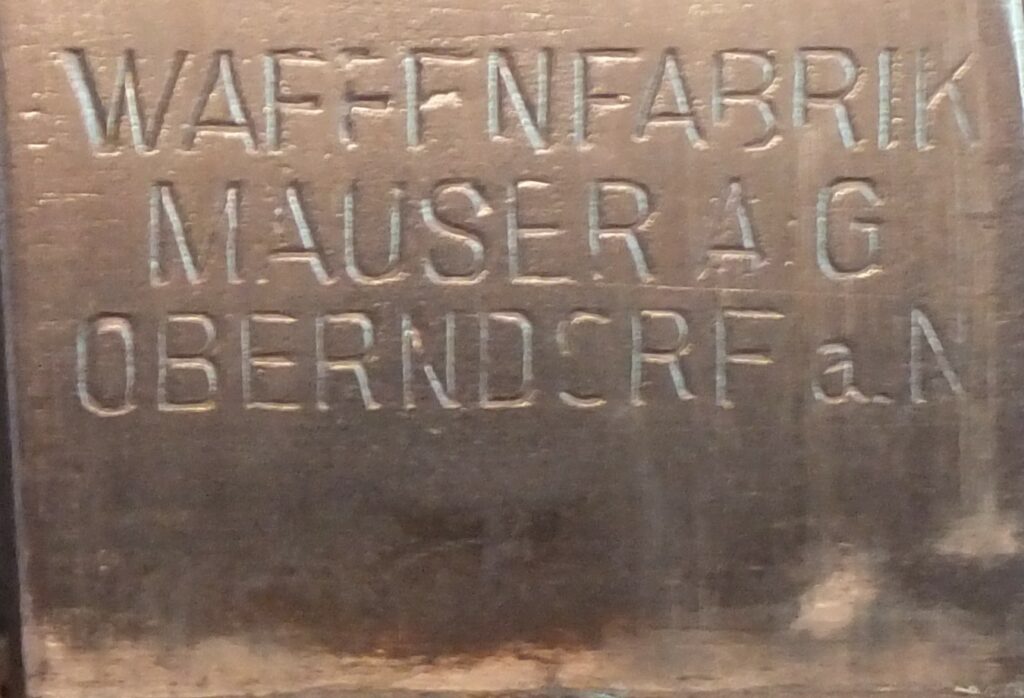 WAFFENFABRIK
MAUSER A.G
OBERNDORF a.N